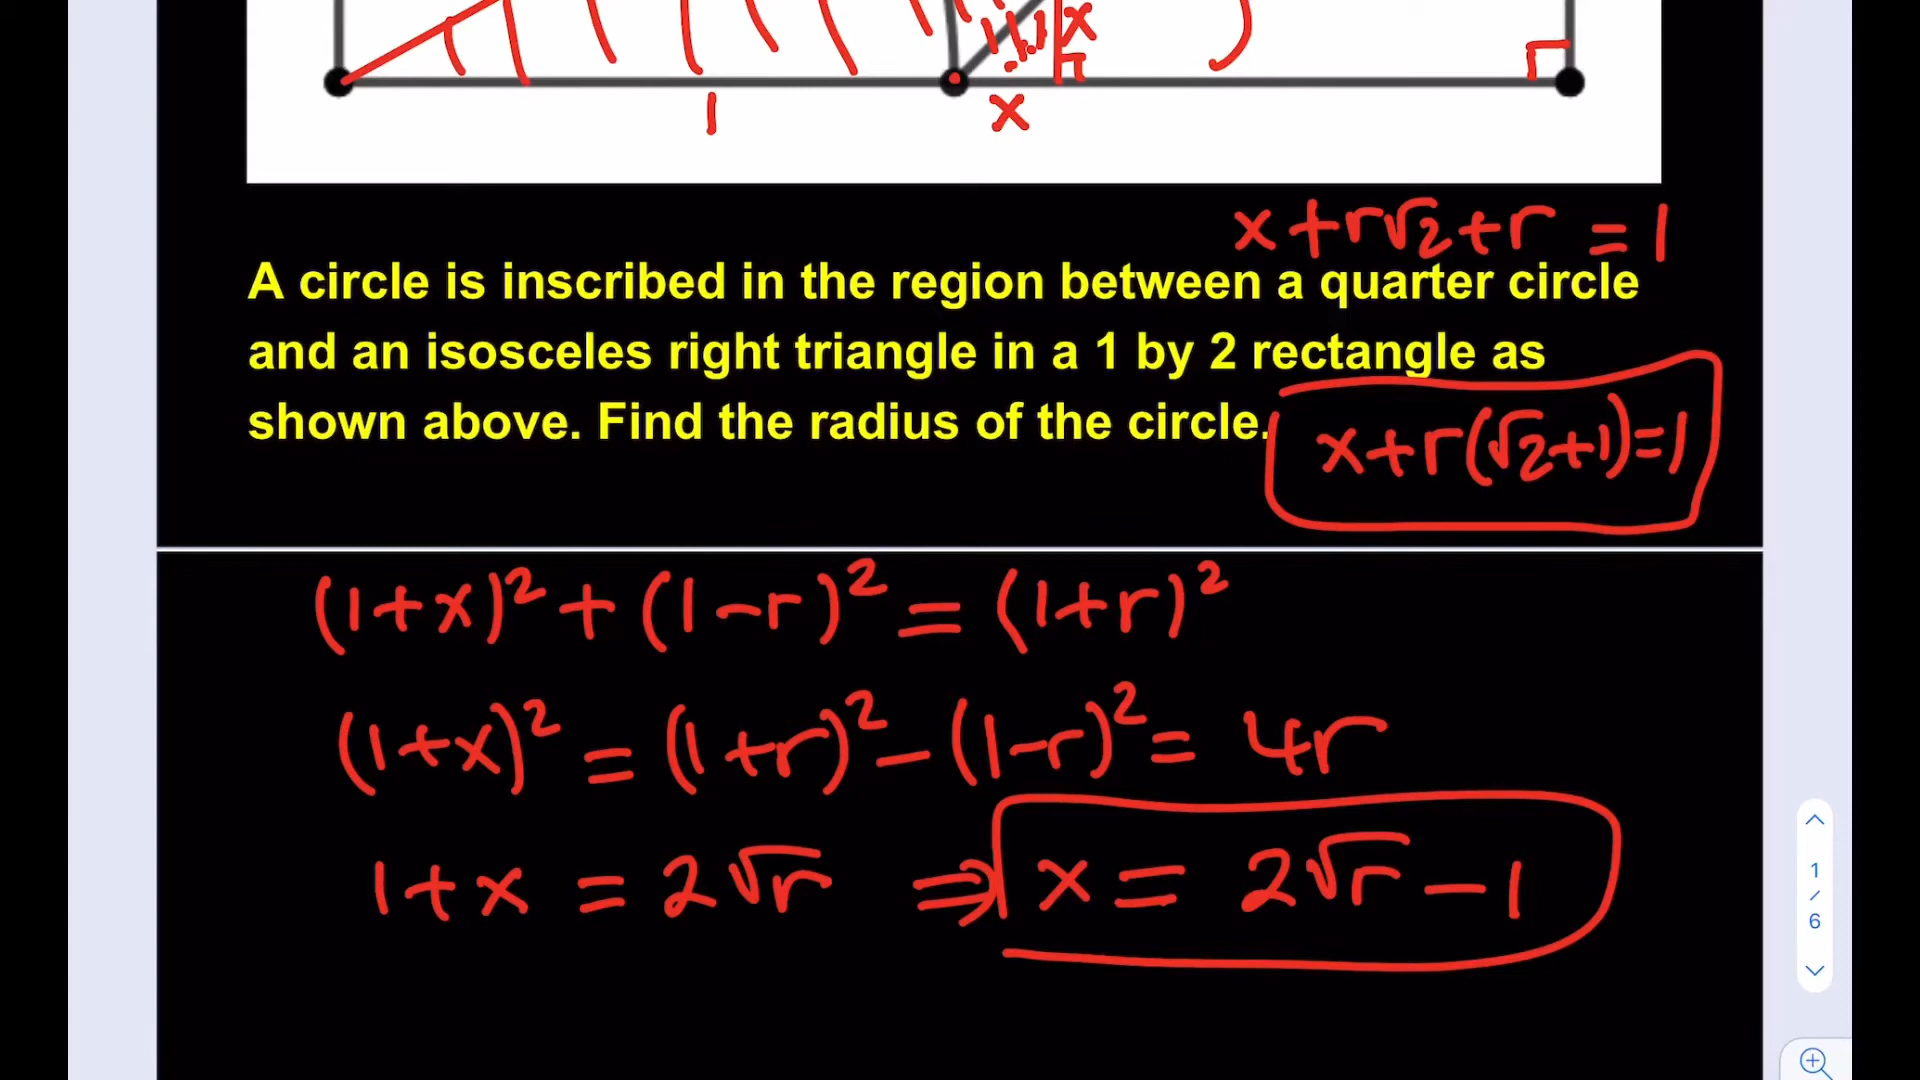 x
1
x
x+r√2+r = 1
A circle is inscribed in the region between a quarter circle
and an isosceles right triangle in a 1 by 2 rectangle as
shown above. Find the radius of the circle.
x+r(√2+1)=1
(1+x)² + (1-r)² = (1+r)²
(1+x)² = (1+r)² - (1-r)² = 4r
1+x = 2√r ⇒ x = 2√r - 1
1
/
6